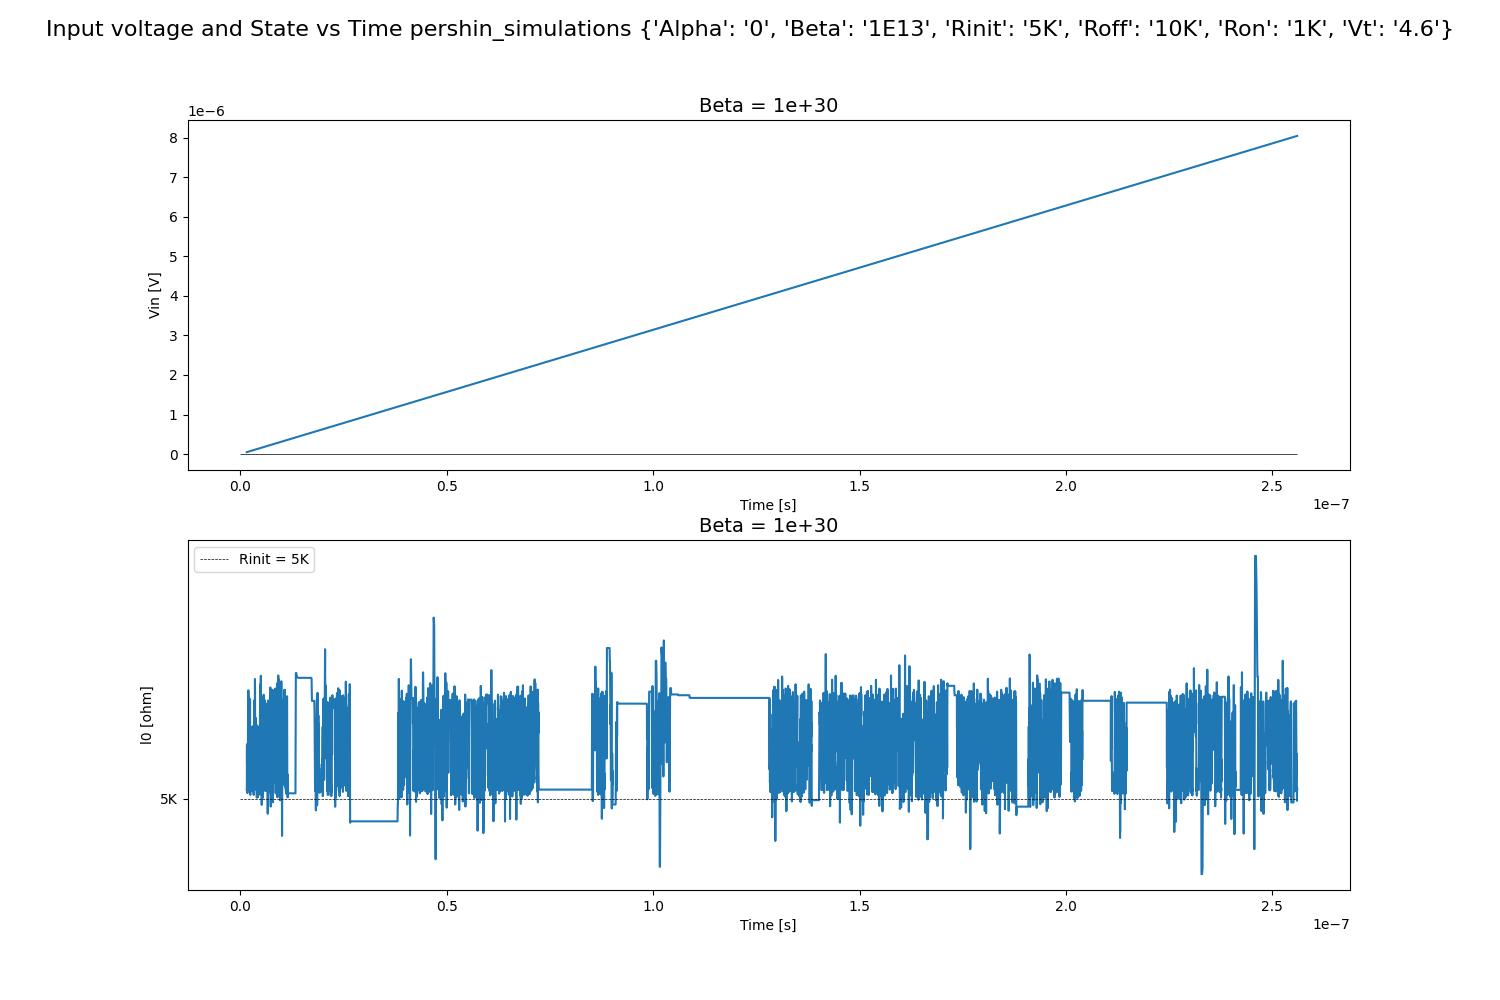 Input voltage and State vs Time pershin_simulations {'Alpha': '0', 'Beta': '1E13', 'Rinit': '5K', 'Roff': '10K', 'Ron': '1K', 'Vt': '4.6'}
Beta = 1e+30
1e−6
8
7
6
5
4
3
2
1
0
Vin [V]
0.0 0.5 1.0 1.5 2.0 2.5
Time [s]
1e−7
Beta = 1e+30
Rinit = 5K
5K
l0 [ohm]
0.0 0.5 1.0 1.5 2.0 2.5
Time [s]
1e−7